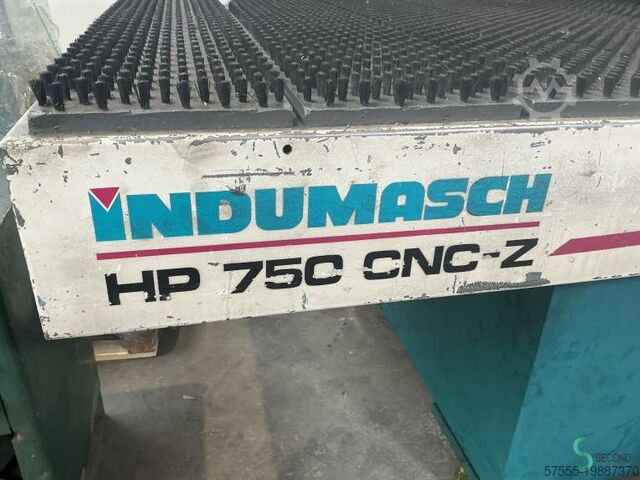 INDUMASCH
HP 750 CNC-Z
SECOND
57555-19887370